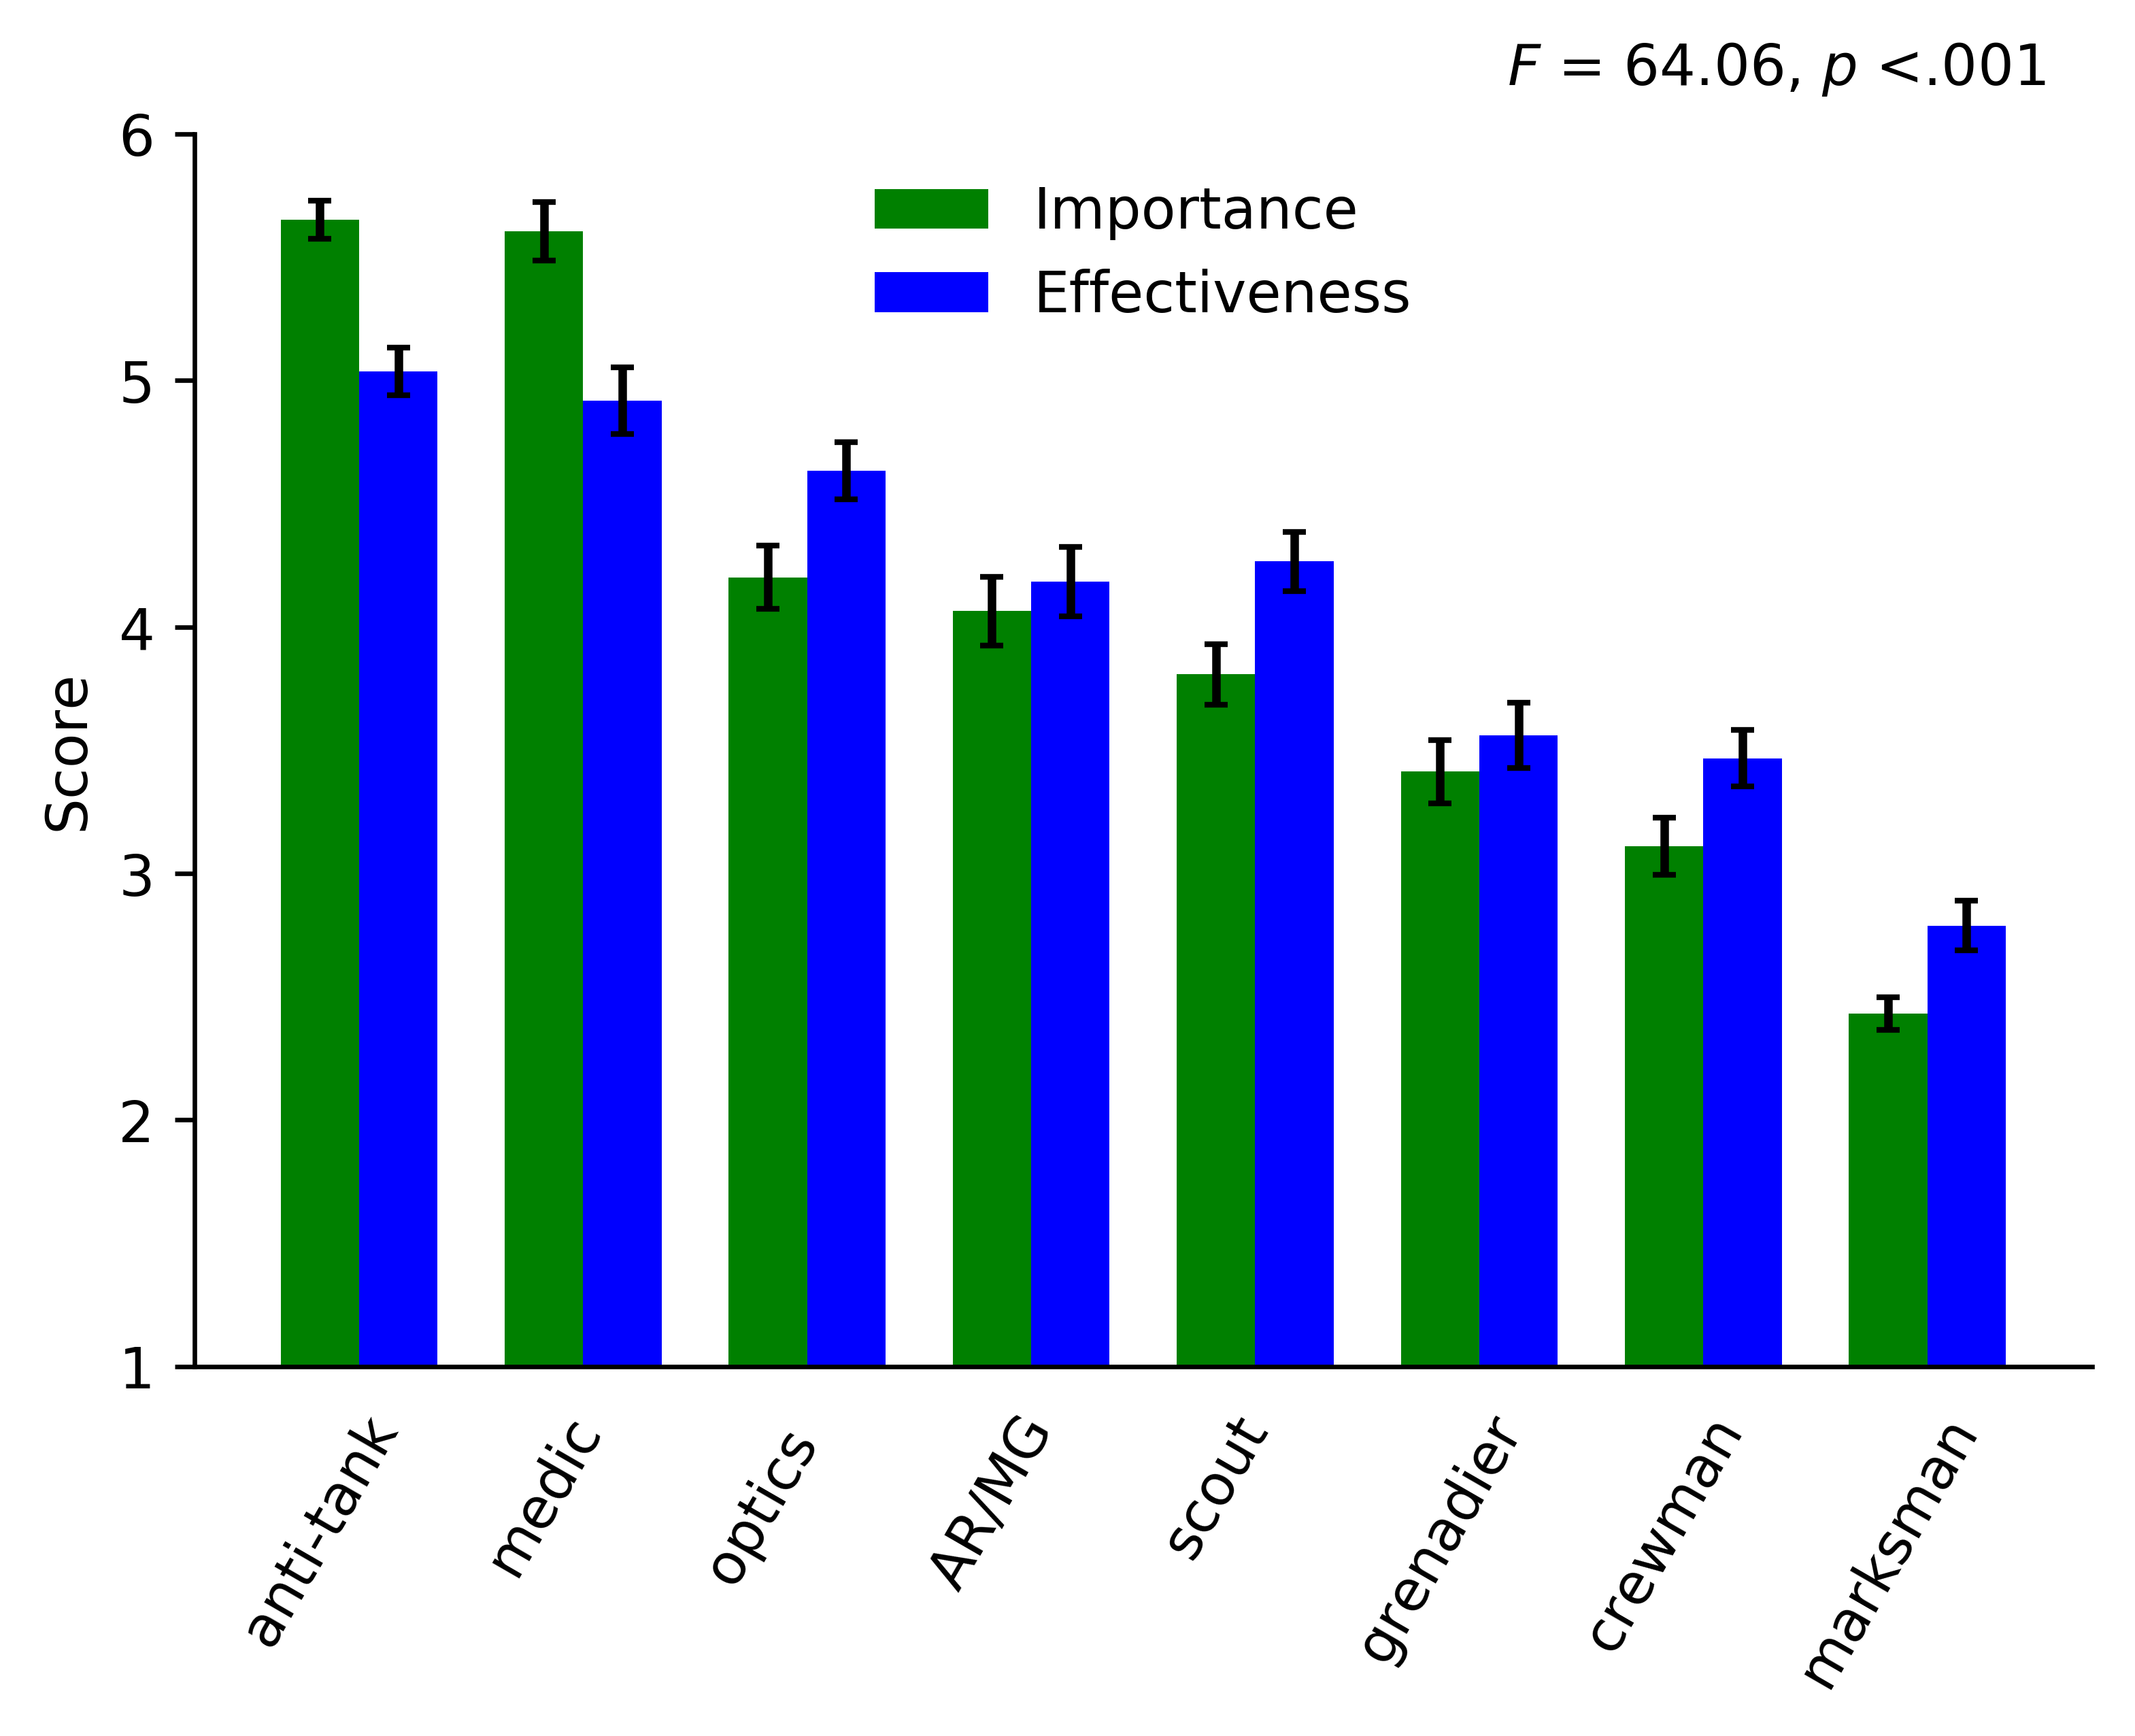 F = 64.06, p <.001
6
5
4
3
2
1
Score
Importance
Effectiveness
anti-tank
medic
optics
AR/MG
scout
grenadier
crewman
marksman